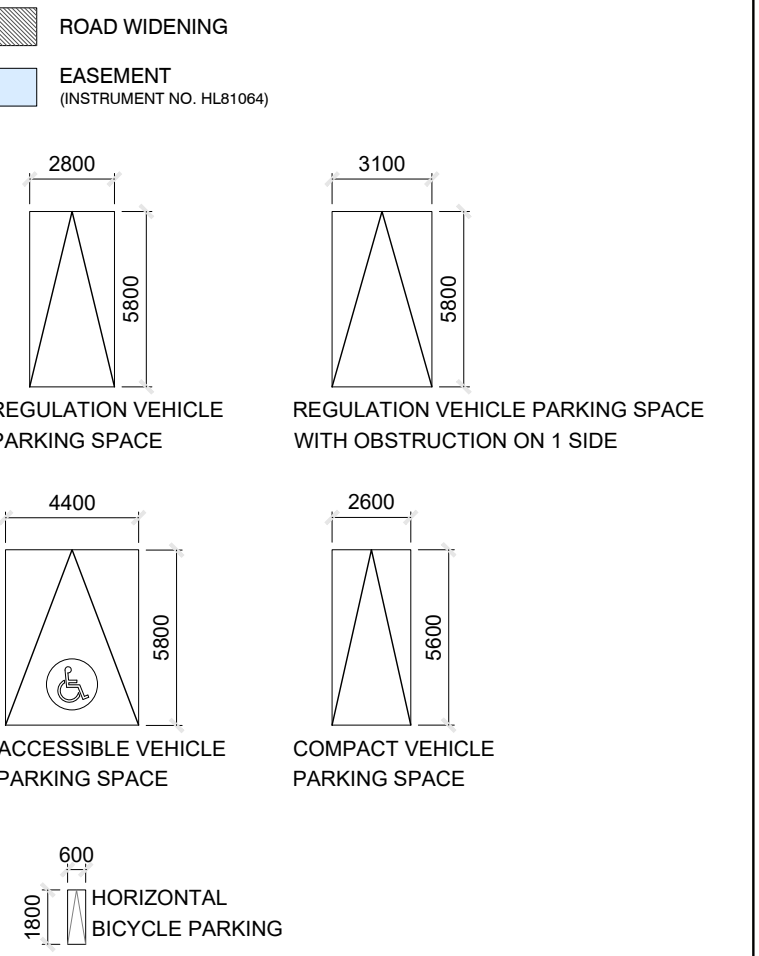 ROAD WIDENING
EASEMENT
(INSTRUMENT NO. HL81064)
2800
5800
REGULATION VEHICLE
PARKING SPACE
3100
5800
REGULATION VEHICLE PARKING SPACE
WITH OBSTRUCTION ON 1 SIDE
4400
5800
ACCESSIBLE VEHICLE
PARKING SPACE
2600
5600
COMPACT VEHICLE
PARKING SPACE
600
1800
HORIZONTAL
BICYCLE PARKING